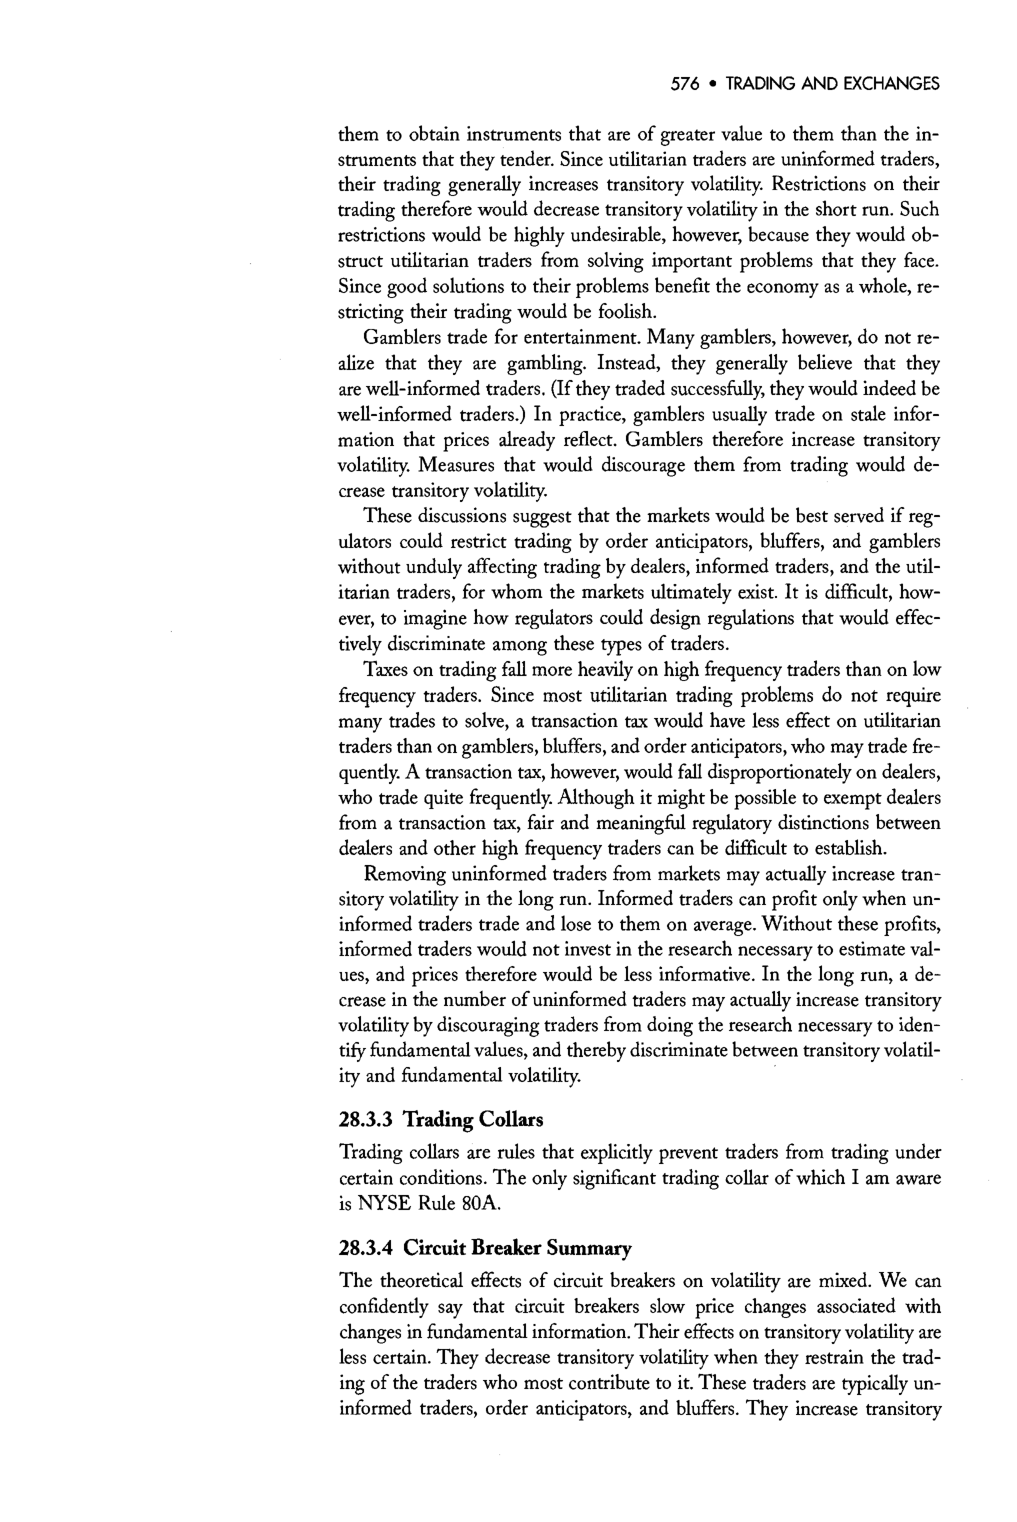 576 • TRADING AND EXCHANGES
them to obtain instruments that are of greater value to them than the in-
struments that they tender. Since utilitarian traders are uninformed traders,
their trading generally increases transitory volatility. Restrictions on their
trading therefore would decrease transitory volatility in the short run. Such
restrictions would be highly undesirable, however, because they would ob-
struct utilitarian traders from solving important problems that they face.
Since good solutions to their problems benefit the economy as a whole, re-
stricting their trading would be foolish.
Gamblers trade for entertainment. Many gamblers, however, do not re-
alize that they are gambling. Instead, they generally believe that they
are well-informed traders. (If they traded successfully, they would indeed be
well-informed traders.) In practice, gamblers usually trade on stale infor-
mation that prices already reflect. Gamblers therefore increase transitory
volatility. Measures that would discourage them from trading would de-
crease transitory volatility.
These discussions suggest that the markets would be best served if reg-
ulators could restrict trading by order anticipators, bluffers, and gamblers
without unduly affecting trading by dealers, informed traders, and the util-
itarian traders, for whom the markets ultimately exist. It is difficult, how-
ever, to imagine how regulators could design regulations that would effec-
tively discriminate among these types of traders.
Taxes on trading fall more heavily on high frequency traders than on low
frequency traders. Since most utilitarian trading problems do not require
many trades to solve, a transaction tax would have less effect on utilitarian
traders than on gamblers, bluffers, and order anticipators, who may trade fre-
quently. A transaction tax, however, would fall disproportionately on dealers,
who trade quite frequently. Although it might be possible to exempt dealers
from a transaction tax, fair and meaningful regulatory distinctions between
dealers and other high frequency traders can be difficult to establish.
Removing uninformed traders from markets may actually increase tran-
sitory volatility in the long run. Informed traders can profit only when un-
informed traders trade and lose to them on average. Without these profits,
informed traders would not invest in the research necessary to estimate val-
ues, and prices therefore would be less informative. In the long run, a de-
crease in the number of uninformed traders may actually increase transitory
volatility by discouraging traders from doing the research necessary to iden-
tify fundamental values, and thereby discriminate between transitory volatil-
ity and fundamental volatility.
28.3.3 Trading Collars
Trading collars are rules that explicitly prevent traders from trading under
certain conditions. The only significant trading collar of which I am aware
is NYSE Rule 80A.
28.3.4 Circuit Breaker Summary
The theoretical effects of circuit breakers on volatility are mixed. We can
confidently say that circuit breakers slow price changes associated with
changes in fundamental information. Their effects on transitory volatility are
less certain. They decrease transitory volatility when they restrain the trad-
ing of the traders who most contribute to it. These traders are typically un-
informed traders, order anticipators, and bluffers. They increase transitory